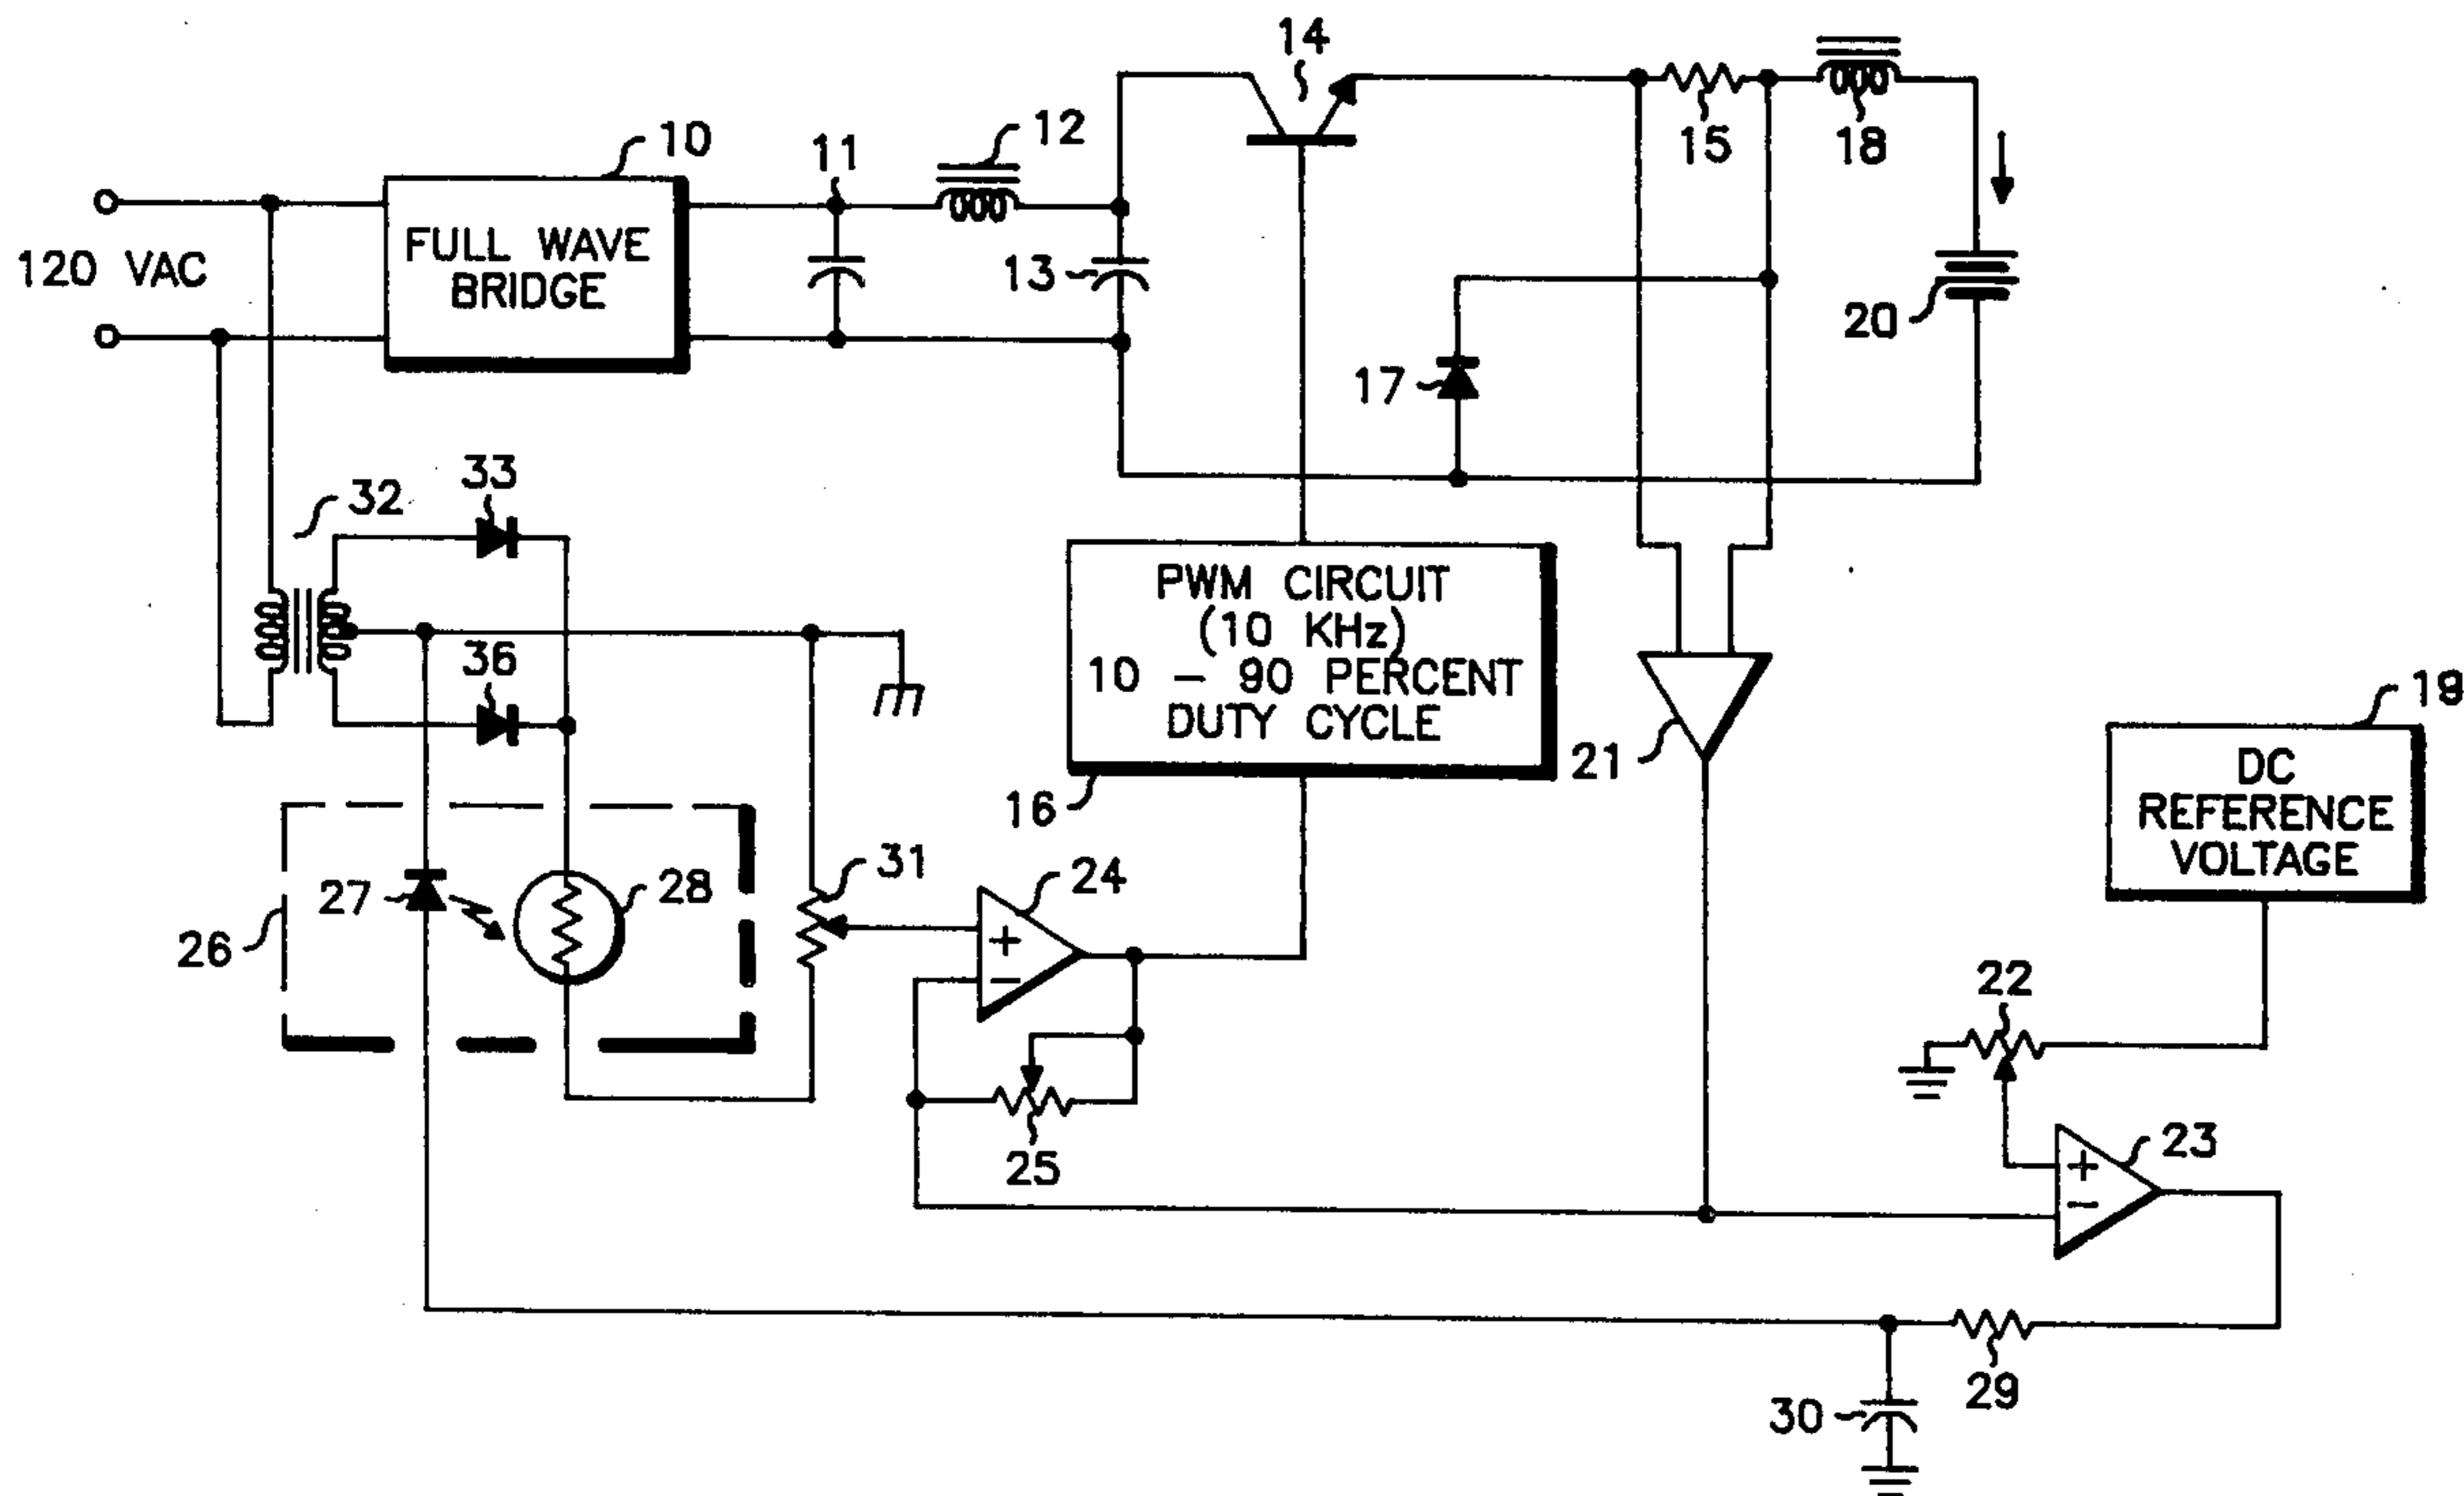 14
10
11
12
15
18
120 VAC
FULL WAVE
BRIDGE
13
20
17
33
32
36
PWM CIRCUIT
(10 KHz)
10 - 90 PERCENT
DUTY CYCLE
16
21
19
DC
REFERENCE
VOLTAGE
31
24
27
28
26
+
-
22
25
23
+
-
29
30